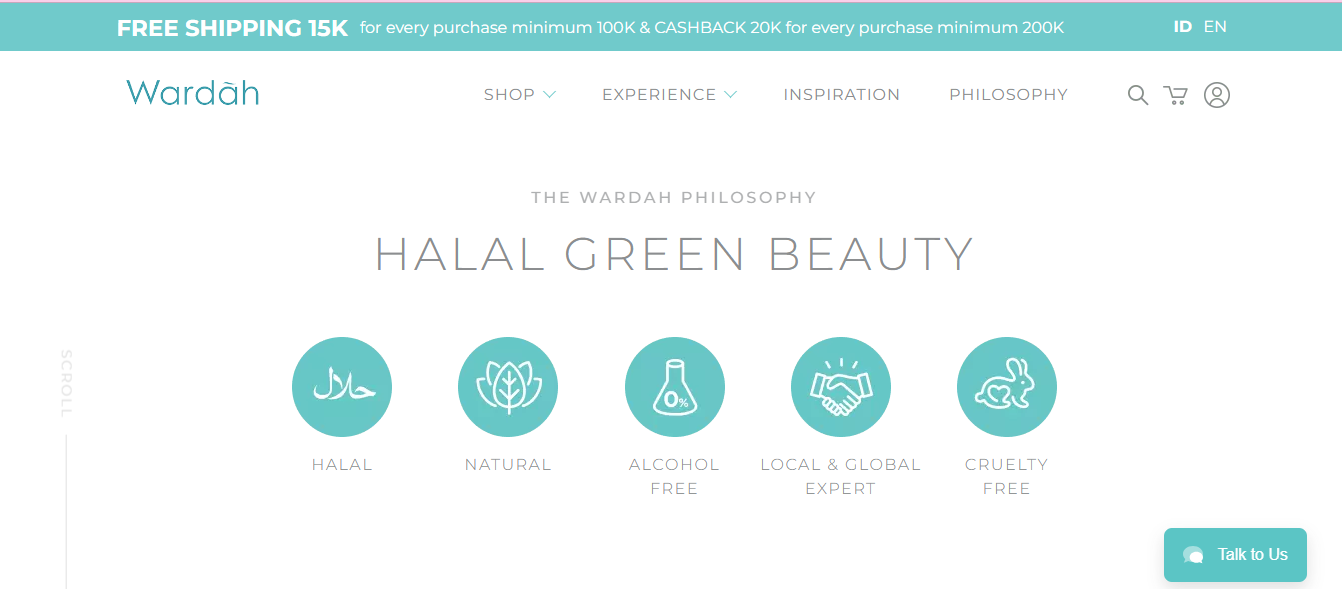 FREE SHIPPING 15K for every purchase minimum 100K & CASHBACK 20K for every purchase minimum 200K ID EN
Wardah SHOP EXPERIENCE INSPIRATION PHILOSOPHY
THE WARDAH PHILOSOPHY
HALAL GREEN BEAUTY
SCROLL
حلال
0%
HALAL NATURAL ALCOHOL LOCAL & GLOBAL CRUELTY
FREE EXPERT FREE
Talk to Us